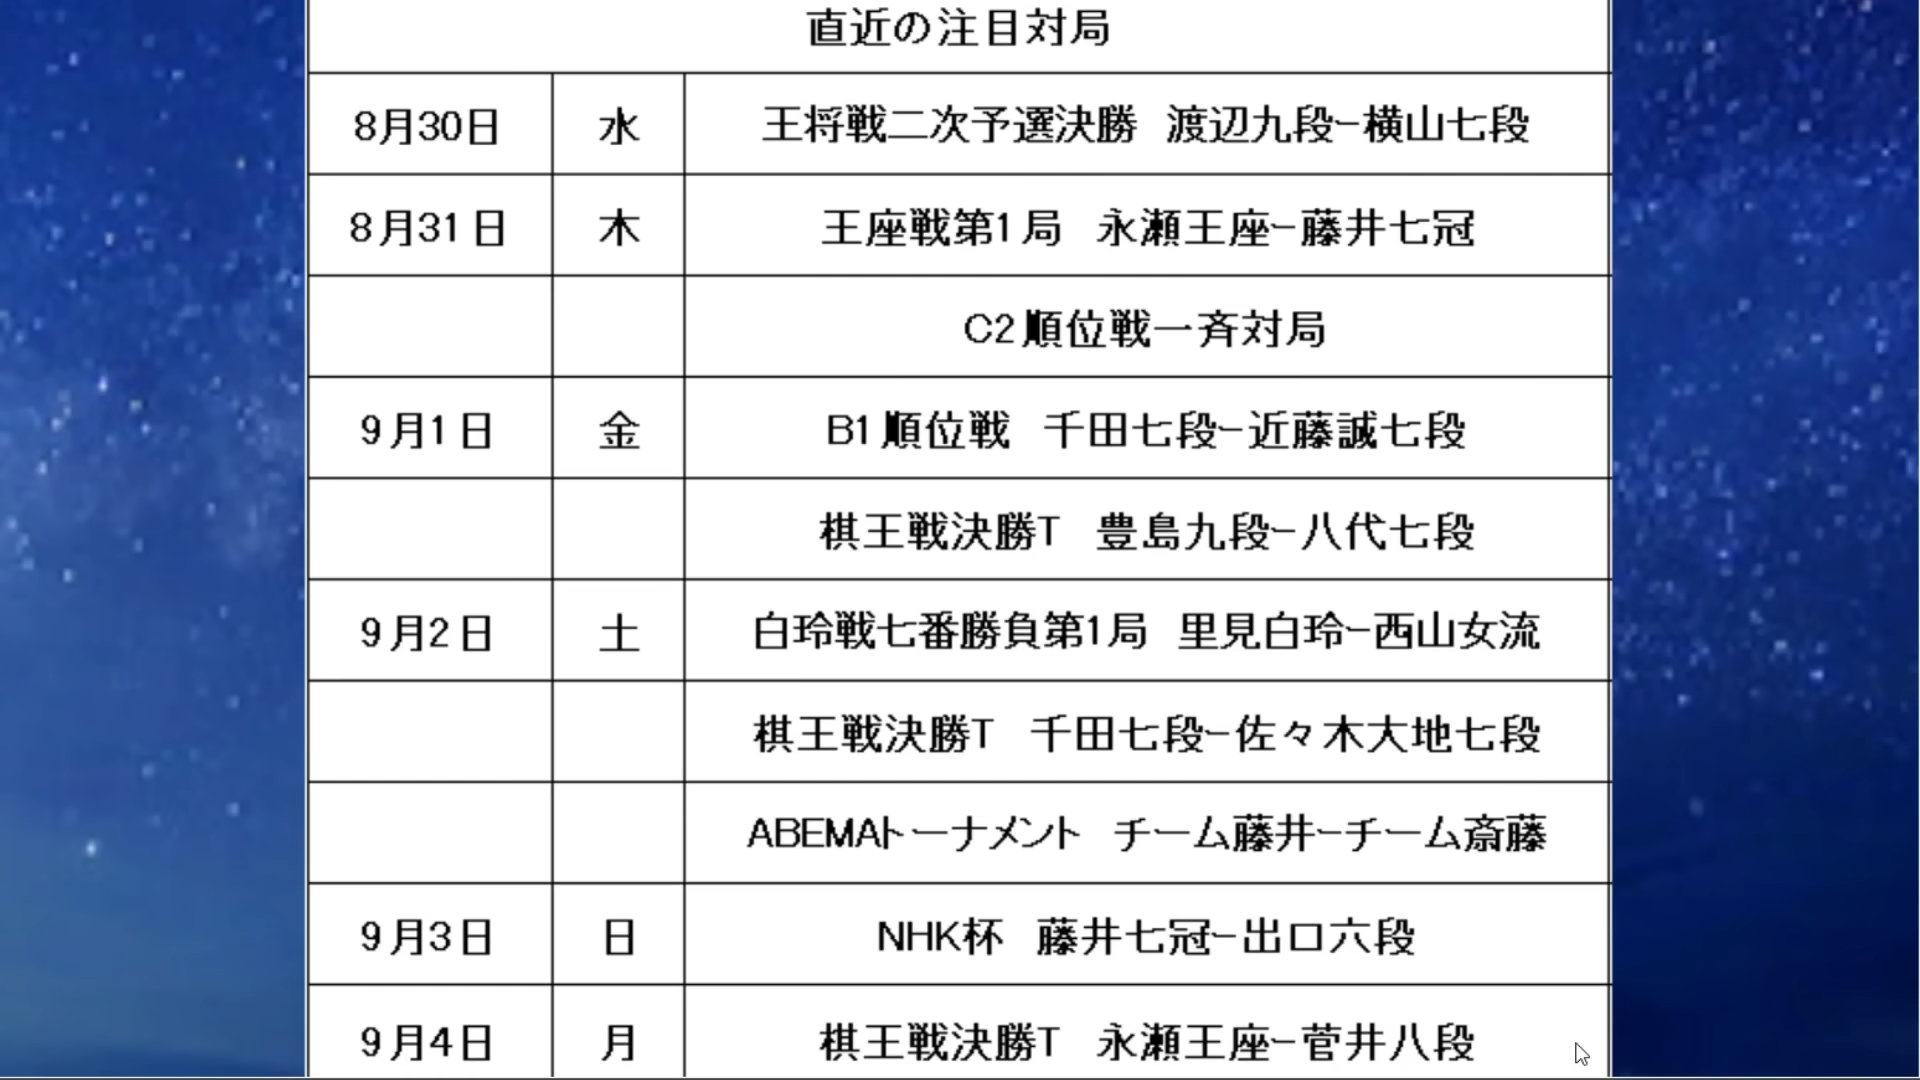 直近の注目対局
8月30日 水 王将戦二次予選決勝 渡辺九段-横山七段
8月31日 木 王座戦第1局 永瀬王座-藤井七冠
C2順位戦一斉対局
9月1日 金 B1順位戦 千田七段-近藤誠七段
棋王戦決勝T 豊島九段-八代七段
9月2日 土 白玲戦七番勝負第1局 里見白玲-西山女流
棋王戦決勝T 千田七段-佐々木大地七段
ABEMAトーナメント チーム藤井-チーム斎藤
9月3日 日 NHK杯 藤井七冠-出口六段
9月4日 月 棋王戦決勝T 永瀬王座-菅井八段